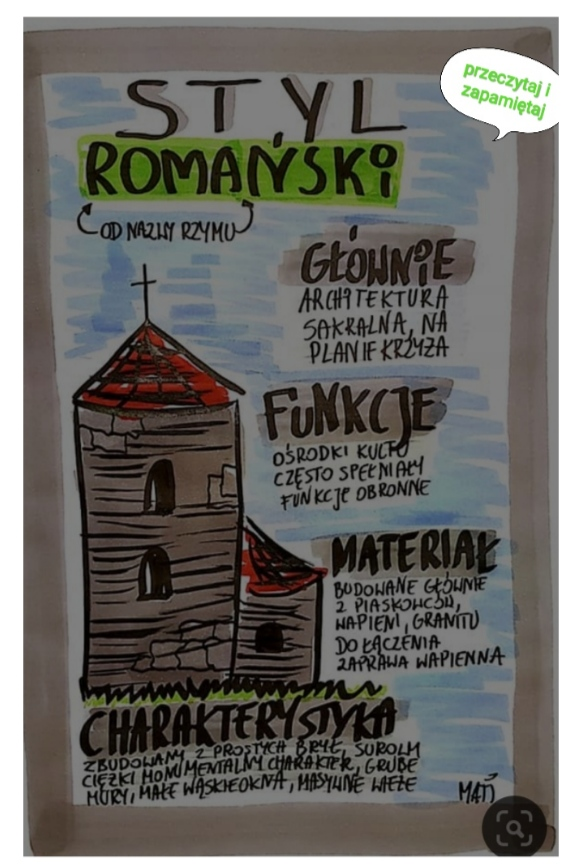 przeczytaj i
zapamiętaj
STYL
ROMAŃSKI
OD NAZWY RZYMU
GŁÓWNIE
ARCHITEKTURA
SAKRALNA, NA
PLANIE KRZYŻA
FUNKCJE
OŚRODKI KULTU
CZĘSTO SPEŁNIAŁY
FUNKCJE OBRONNE
MATERIAŁ
BUDOWANE GŁÓWNIE
Z PIASKOWCÓW,
WAPIENI, GRANITU
DO ŁĄCZENIA
ZAPRAWA WAPIENNA
CHARAKTERYSTYKA
ZBUDOWANY Z PROSTYCH BRYŁ, SUROWY
CIĘŻKI MONUMENTALNY CHARAKTER, GRUBE
MURY, MAŁE WĄSKIE OKNA, MASYWNE WIEŻE